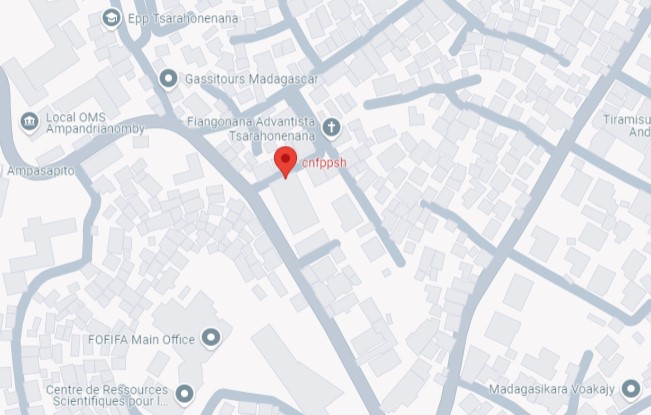 Epp Tsarahonenana
Gassitours Madagascar
Local OMS
Ampandrianomby
Fiangonana Advantista
Tsarahonenana
Tiramisu
And
cnfppsh
Ambasapito
FOFIFA Main Office
Centre de Ressources
Scientifiques pour l...
Madagasikara Voakajy